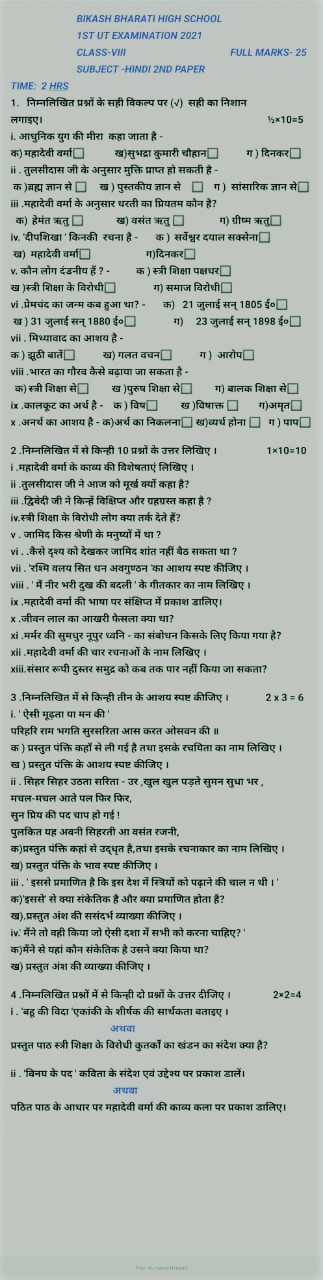 BIKASH BHARATI HIGH SCHOOL
1ST UT EXAMINATION 2021
CLASS-VIII FULL MARKS- 25
SUBJECT -HINDI 2ND PAPER
TIME: 2 HRS
1. निम्नलिखित प्रश्नों के सही विकल्प पर (√) सही का निशान
लगाइए। ½×10=5
i. आधुनिक युग की मीरा कहा जाता है -
क) महादेवी वर्मा ख)सुभद्रा कुमारी चौहान ग ) दिनकर
ii . तुलसीदास जी के अनुसार मुक्ति प्राप्त हो सकती है -
क )ब्रह्म ज्ञान से ख ) पुस्तकीय ज्ञान से ग ) सांसारिक ज्ञान से
iii .महादेवी वर्मा के अनुसार धरती का प्रियतम कौन है?
क) हेमंत ऋतु ख) वसंत ऋतु ग) ग्रीष्म ऋतु
iv. 'दीपशिखा ' किनकी रचना है - क ) सर्वेश्वर दयाल सक्सेना
ख) महादेवी वर्मा ग)दिनकर
v. कौन लोग दंडनीय हैं ? - क ) स्त्री शिक्षा पक्षधर
ख )स्त्री शिक्षा के विरोधी ग) समाज विरोधी
vi .प्रेमचंद का जन्म कब हुआ था? - क) 21 जुलाई सन् 1805 ई०
ख ) 31 जुलाई सन् 1880 ई० ग) 23 जुलाई सन् 1898 ई०
vii . मिथ्यावाद का आशय है -
क ) झूठी बातें ख) गलत वचन ग ) आरोप
viii .भारत का गौरव कैसे बढ़ाया जा सकता है -
क) स्त्री शिक्षा से ख )पुरुष शिक्षा से ग) बालक शिक्षा से
ix .कालकूट का अर्थ है - क ) विष ख )विषाक्त ग)अमृत
x .अनर्थ का आशय है - क)अर्थ का निकलना ख)व्यर्थ होना ग ) पाप
2 .निम्नलिखित में से किन्ही 10 प्रश्नों के उत्तर लिखिए । 1×10=10
i .महादेवी वर्मा के काव्य की विशेषताएं लिखिए ।
ii .तुलसीदास जी ने आज को मूर्ख क्यों कहा है?
iii .द्विवेदी जी ने किन्हें विक्षिप्त और ग्रहग्रस्त कहा है ?
iv.स्त्री शिक्षा के विरोधी लोग क्या तर्क देते हैं?
v . जामिद किस श्रेणी के मनुष्यों में था ?
vi . .कैसे दृश्य को देखकर जामिद शांत नहीं बैठ सकता था ?
vii . 'रश्मि वलय सित घन अवगुण्ठन 'का आशय स्पष्ट कीजिए ।
viii . ' मैं नीर भरी दुख की बदली ' के गीतकार का नाम लिखिए ।
ix .महादेवी वर्मा की भाषा पर संक्षिप्त में प्रकाश डालिए।
x .जीवन लाल का आखरी फैसला क्या था?
xi .मर्मर की सुमधुर नूपुर ध्वनि - का संबोधन किसके लिए किया गया है?
xii .महादेवी वर्मा की चार रचनाओं के नाम लिखिए ।
xiii.संसार रूपी दुस्तर समुद्र को कब तक पार नहीं किया जा सकता?
3 .निम्नलिखित में से किन्ही तीन के आशय स्पष्ट कीजिए । 2 x 3 = 6
i. ' ऐसी मूढ़ता या मन की '
परिहरि राम भगति सुरसरिता आस करत ओसवन की ॥
क ) प्रस्तुत पंक्ति कहाँ से ली गई है तथा इसके रचयिता का नाम लिखिए ।
ख ) प्रस्तुत पंक्ति के आशय स्पष्ट कीजिए ।
ii . सिहर सिहर उठता सरिता - उर ,खुल खुल पड़ते सुमन सुधा भर ,
मचल-मचल आते पल फिर फिर,
सुन प्रिय की पद चाप हो गई !
पुलकित यह अवनी सिहरती आ वसंत रजनी,
क)प्रस्तुत पंक्ति कहां से उद्धृत है,तथा इसके रचनाकार का नाम लिखिए ।
ख) प्रस्तुत पंक्ति के भाव स्पष्ट कीजिए ।
iii . ' इससे प्रमाणित है कि इस देश में स्त्रियों को पढ़ाने की चाल न थी । '
क)'इससे' से क्या संकेतिक है और क्या प्रमाणित होता है?
ख).प्रस्तुत अंश की ससंदर्भ व्याख्या कीजिए ।
iv.' मैंने तो वही किया जो ऐसी दशा में सभी को करना चाहिए? '
क)मैंने से यहां कौन संकेतिक है उसने क्या किया था?
ख) प्रस्तुत अंश की व्याख्या कीजिए ।
4 .निम्नलिखित प्रश्नों में से किन्ही दो प्रश्नों के उत्तर दीजिए । 2×2=4
i . 'बहू की विदा 'एकांकी के शीर्षक की सार्थकता बताइए ।
अथवा
प्रस्तुत पाठ स्त्री शिक्षा के विरोधी कुतर्कों का खंडन का संदेश क्या है?
ii . 'विनय के पद ' कविता के संदेश एवं उद्देश्य पर प्रकाश डालें।
अथवा
पठित पाठ के आधार पर महादेवी वर्मा की काव्य कला पर प्रकाश डालिए।